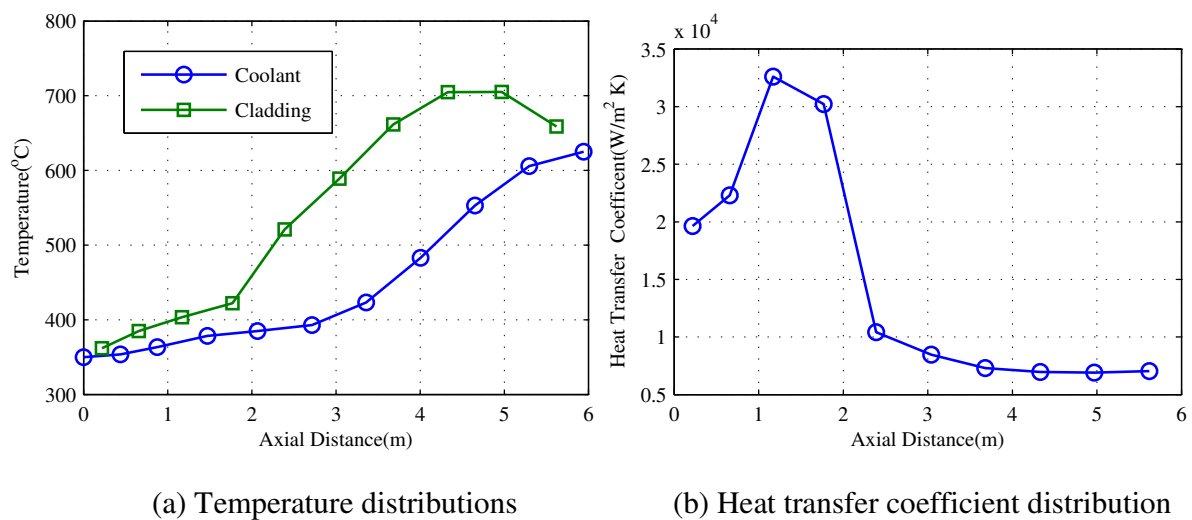 800
700
600
500
400
300
Temperature(°C)
Coolant
Cladding
0 1 2 3 4 5 6
Axial Distance(m)
(a) Temperature distributions
x 10⁴
3.5
3
2.5
2
1.5
1
0.5
Heat Transfer Coefficent(W/m² K)
0 1 2 3 4 5 6
Axial Distance(m)
(b) Heat transfer coefficient distribution